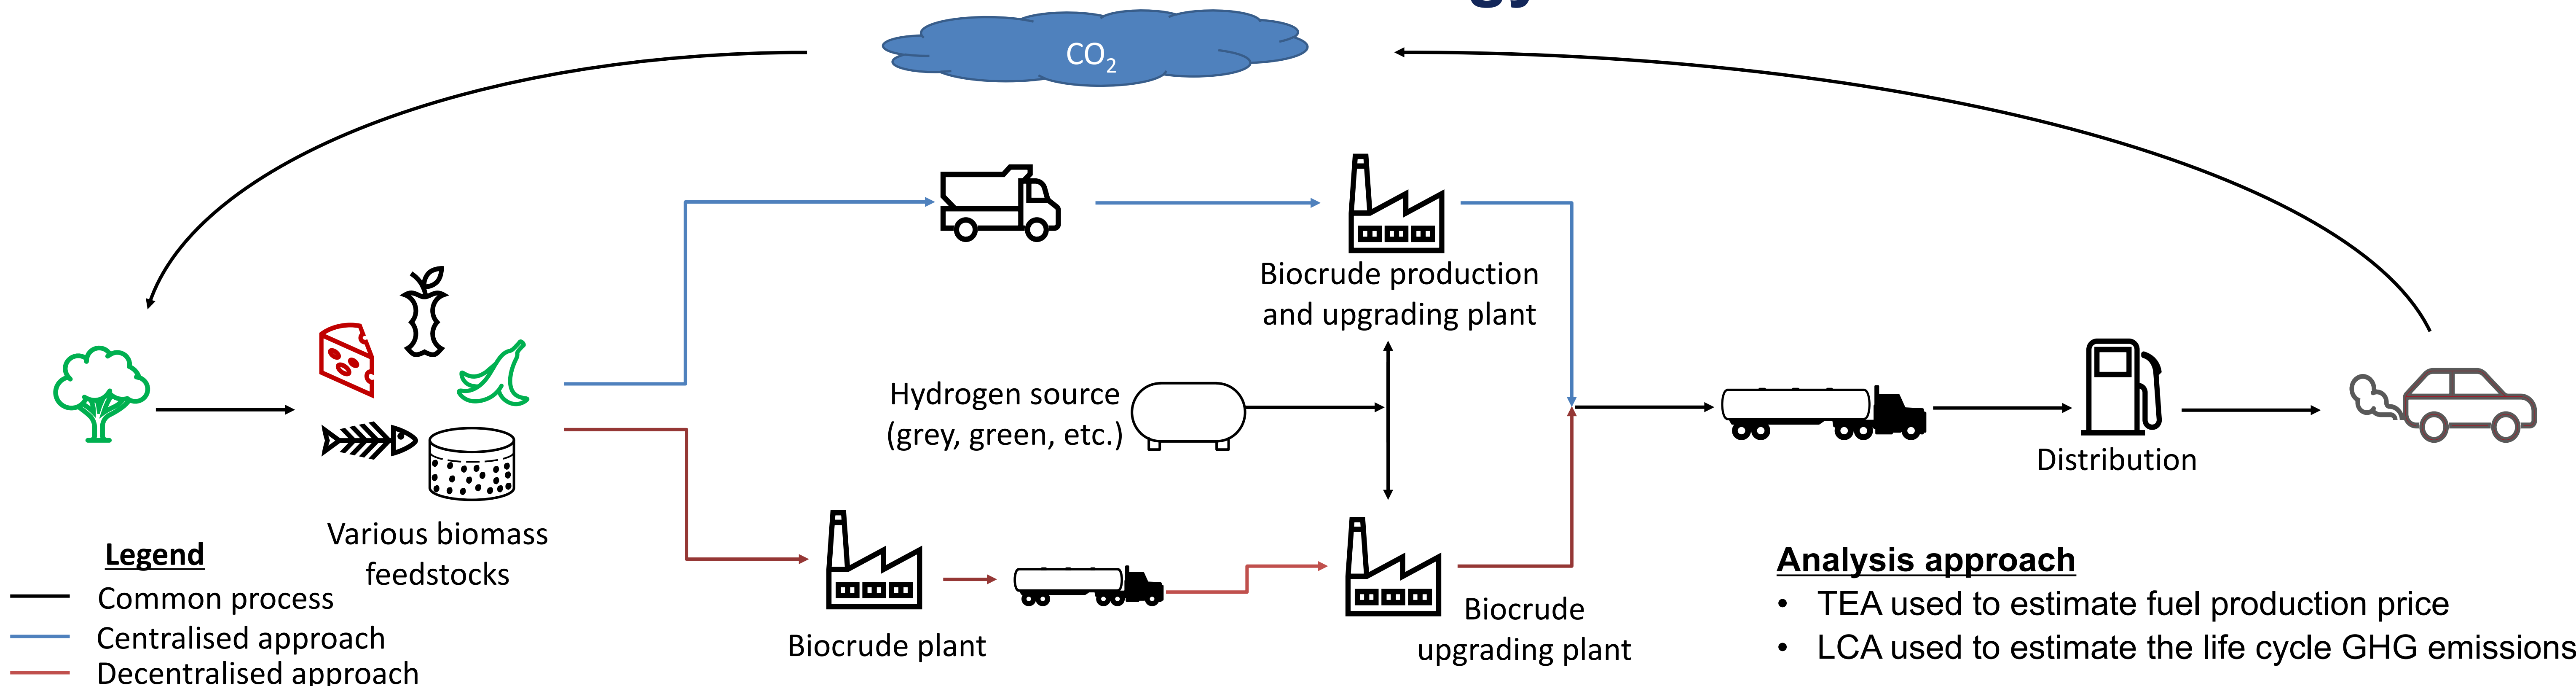 gy
CO2
Biocrude production
and upgrading plant
Hydrogen source
(grey, green, etc.)
Distribution
Various biomass
feedstocks
Biocrude plant
Biocrude
upgrading plant
Legend
Common process
Centralised approach
Decentralised approach
Analysis approach
• TEA used to estimate fuel production price
• LCA used to estimate the life cycle GHG emissions